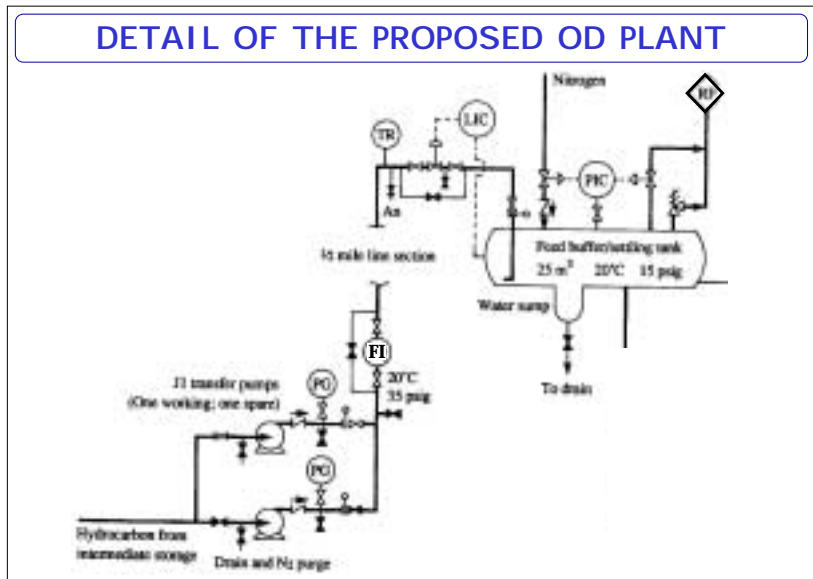 DETAIL OF THE PROPOSED OD PLANT
Nitrogen
RF
LIC
TR
PIC
An
½ mile line section
Feed buffer/settling tank
25 m³ 20°C 15 psig
Water sump
FI
20°C
35 psig
To drain
J1 transfer pumps
(One working; one spare)
PG
PG
Hydrocarbon from
intermediate storage
Drain and N₂ purge